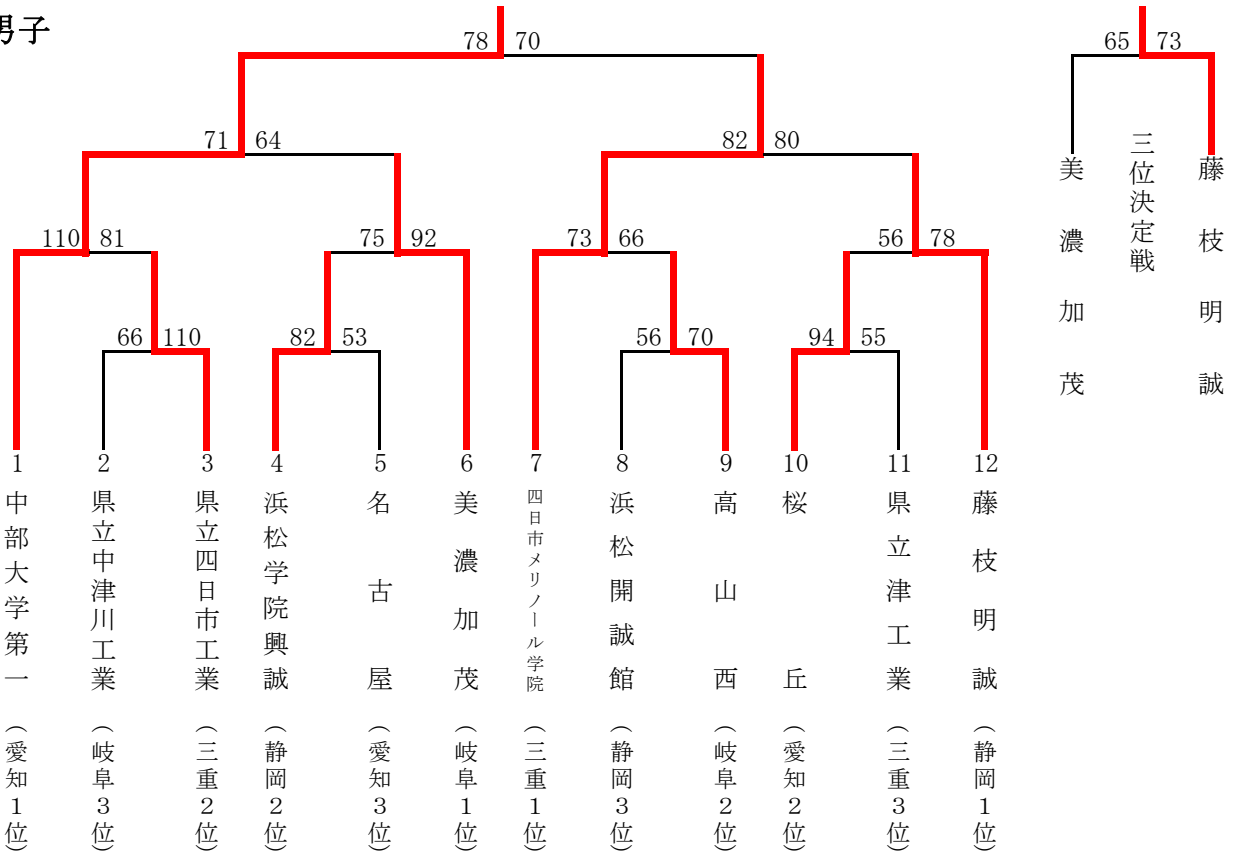 男子
78 70
65 73
71 64
82 80
三位決定戦
美濃加茂
藤枝明誠
110 81
75 92
73 66
56 78
66 110
82 53
56 70
94 55
1 2 3 4 5 6 7 8 9 10 11 12
中部大学第一(愛知1位)
県立中津川工業(岐阜3位)
県立四日市工業(三重2位)
浜松学院興誠(静岡2位)
名古屋(愛知3位)
美濃加茂(岐阜1位)
四日市メリノール学院(三重1位)
浜松開誠館(静岡3位)
高山西(岐阜2位)
桜丘(愛知2位)
県立津工業(三重3位)
藤枝明誠(静岡1位)